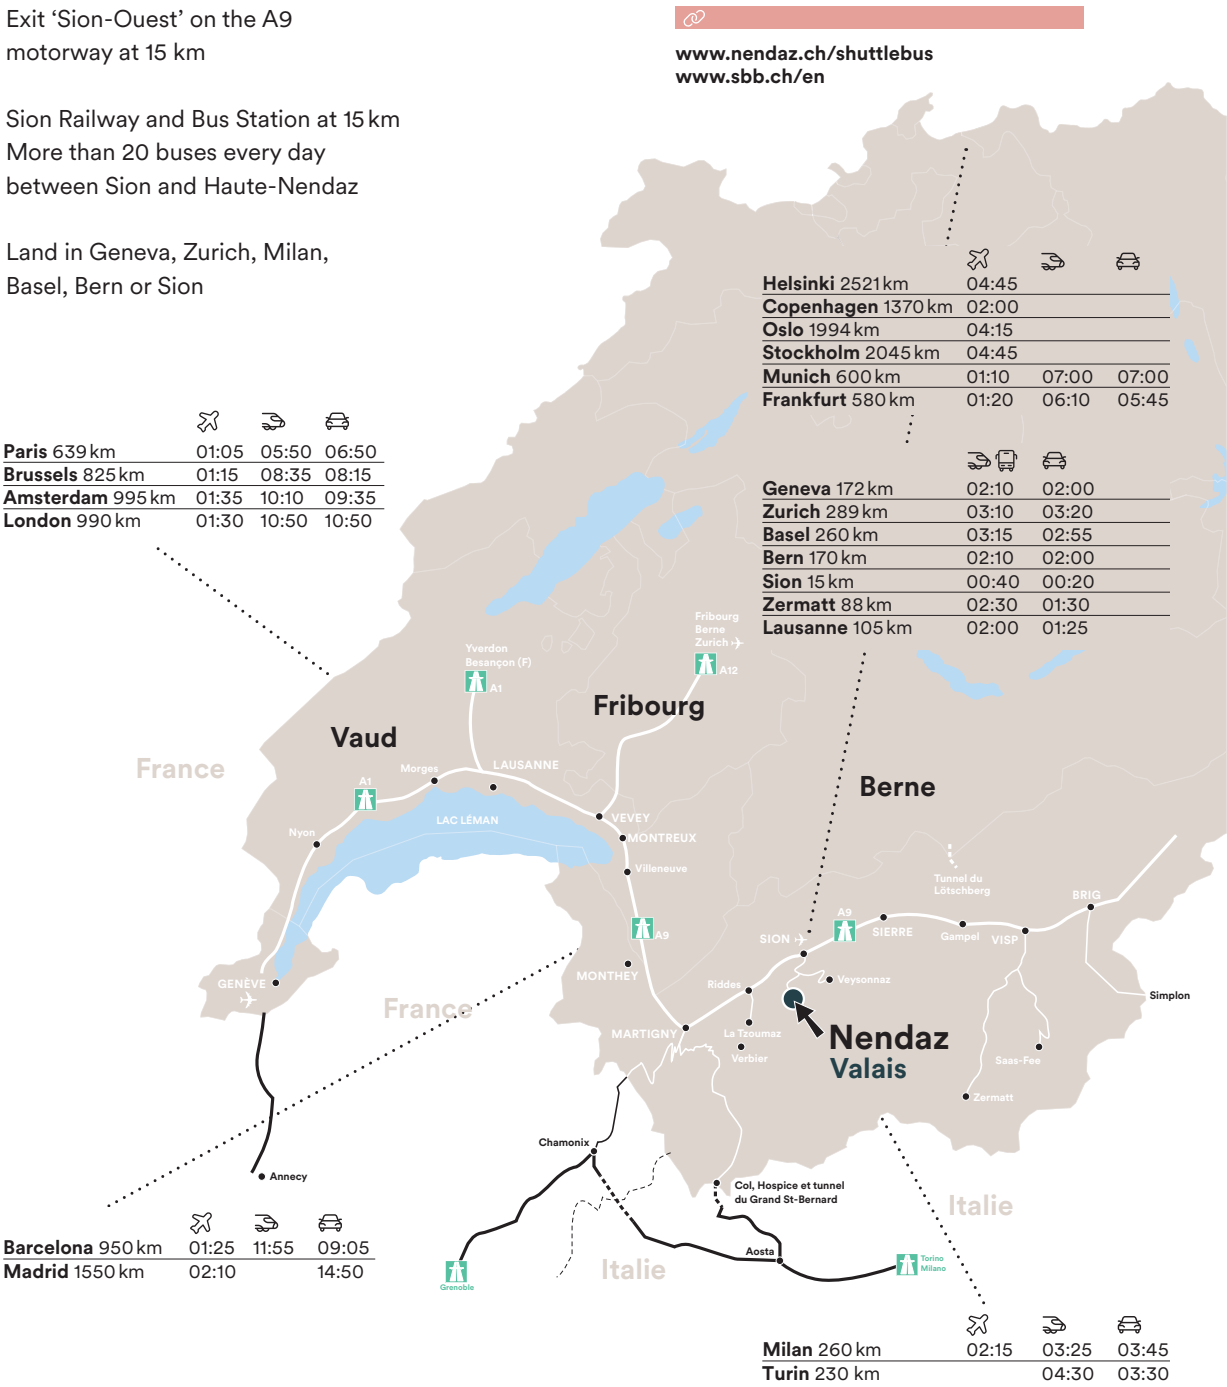 Exit ‘Sion-Ouest’ on the A9
motorway at 15 km
Sion Railway and Bus Station at 15 km
More than 20 buses every day
between Sion and Haute-Nendaz
Land in Geneva, Zurich, Milan,
Basel, Bern or Sion
www.nendaz.ch/shuttlebus
www.sbb.ch/en
Helsinki 2521 km 04:45
Copenhagen 1370 km 02:00
Oslo 1994 km 04:15
Stockholm 2045 km 04:45
Munich 600 km 01:10 07:00 07:00
Frankfurt 580 km 01:20 06:10 05:45
Paris 639 km 01:05 05:50 06:50
Brussels 825 km 01:15 08:35 08:15
Amsterdam 995 km 01:35 10:10 09:35
London 990 km 01:30 10:50 10:50
Geneva 172 km 02:10 02:00
Zurich 289 km 03:10 03:20
Basel 260 km 03:15 02:55
Bern 170 km 02:10 02:00
Sion 15 km 00:40 00:20
Zermatt 88 km 02:30 01:30
Lausanne 105 km 02:00 01:25
Fribourg
Berne
Zurich
A12
Yverdon
Besançon (F)
A1
Fribourg
Vaud
France
Berne
Morges
LAUSANNE
A1
Nyon
LAC LÉMAN
VEVEY
MONTREUX
Villeneuve
Tunnel du
Lötschberg
BRIG
A9
SIERRE
Gampel
VISP
SION
A9
MONTHEY
GENÈVE
France
Riddes
Veysonnaz
Simplon
MARTIGNY
La Tzoumaz
Verbier
Nendaz
Valais
Saas-Fee
Zermatt
Chamonix
Annecy
Col, Hospice et tunnel
du Grand St-Bernard
Italie
Aosta
Italie
Torino
Milano
Grenoble
Barcelona 950 km 01:25 11:55 09:05
Madrid 1550 km 02:10 14:50
Milan 260 km 02:15 03:25 03:45
Turin 230 km 04:30 03:30